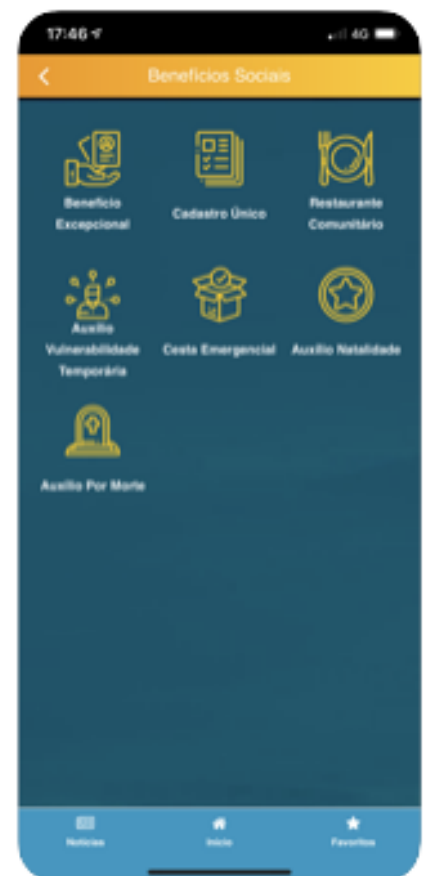 17:46
4G
Benefícios Sociais
Benefício
Excepcional
Cadastro Único
Restaurante
Comunitário
Auxílio
Vulnerabilidade
Temporária
Cesta Emergencial
Auxílio Natalidade
Auxílio Por Morte
Notícias
Início
Favoritos